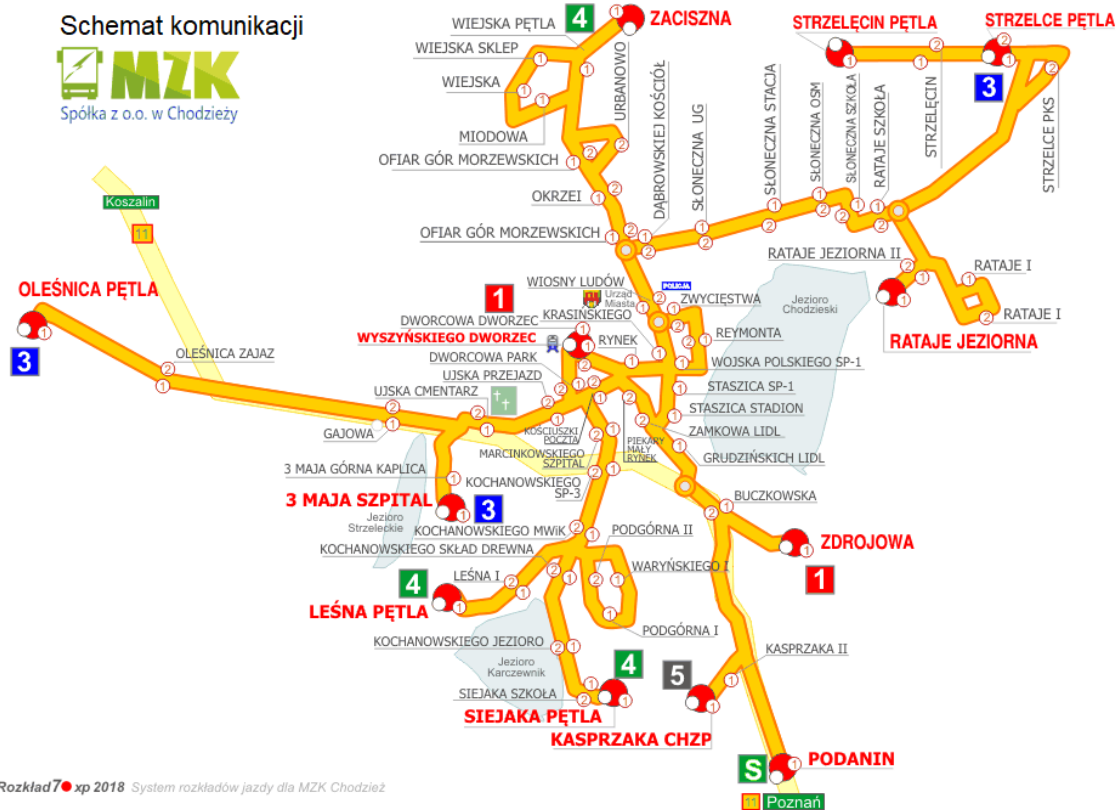 Schemat komunikacji
MZK
Spółka z o.o. w Chodzieży
WIEJSKA PĘTLA
4
ZACISZNA
STRZELĘCIN PĘTLA
STRZELCE PĘTLA
WIEJSKA SKLEP
WIEJSKA
MIODOWA
URBANOWO
3
OFIAR GÓR MORZEWSKICH
OKRZEI
OFIAR GÓR MORZEWSKICH
DĄBROWSKIEJ KOŚCIÓŁ
SŁONECZNA UG
SŁONECZNA STACJA
SŁONECZNA OSM
SŁONECZNA SZKOŁA
RATAJE SZKOŁA
STRZELĘCIN
STRZELCE PKS
Koszalin
11
OLEŚNICA PĘTLA
3
OLEŚNICA ZAJAZ
RATAJE JEZIORNA II
RATAJE I
RATAJE I
RATAJE JEZIORNA
Jezioro
Chodzieski
WIOSNY LUDÓW
POLICJA
Urząd
Miasta
ZWYCIĘSTWA
1
DWORCOWA DWORZEC
KRASIŃSKIEGO
WYSZYŃSKIEGO DWORZEC
RYNEK
REYMONTA
DWORCOWA PARK
WOJSKA POLSKIEGO SP-1
UJSKA PRZEJAZD
UJSKA CMENTARZ
STASZICA SP-1
STASZICA STADION
GAJOWA
KOŚCIUSZKI
POCZTA
PIEKARY
MAŁY
RYNEK
ZAMKOWA LIDL
MARCINKOWSKIEGO
SZPITAL
GRUDZIŃSKICH LIDL
3 MAJA GÓRNA KAPLICA
KOCHANOWSKIEGO
SP-3
3 MAJA SZPITAL
3
BUCZKOWSKA
Jezioro
Strzeleckie
KOCHANOWSKIEGO MWiK
PODGÓRNA II
ZDROJOWA
1
KOCHANOWSKIEGO SKŁAD DREWNA
4
LEŚNA I
WARYŃSKIEGO I
LEŚNA PĘTLA
PODGÓRNA I
KOCHANOWSKIEGO JEZIORO
KASPRZAKA II
Jezioro
Karczewnik
4
5
SIEJAKA SZKOŁA
SIEJAKA PĘTLA
KASPRZAKA CHZP
S
PODANIN
Rozkład7 xp 2018 System rozkładów jazdy dla MZK Chodzież
11 Poznań